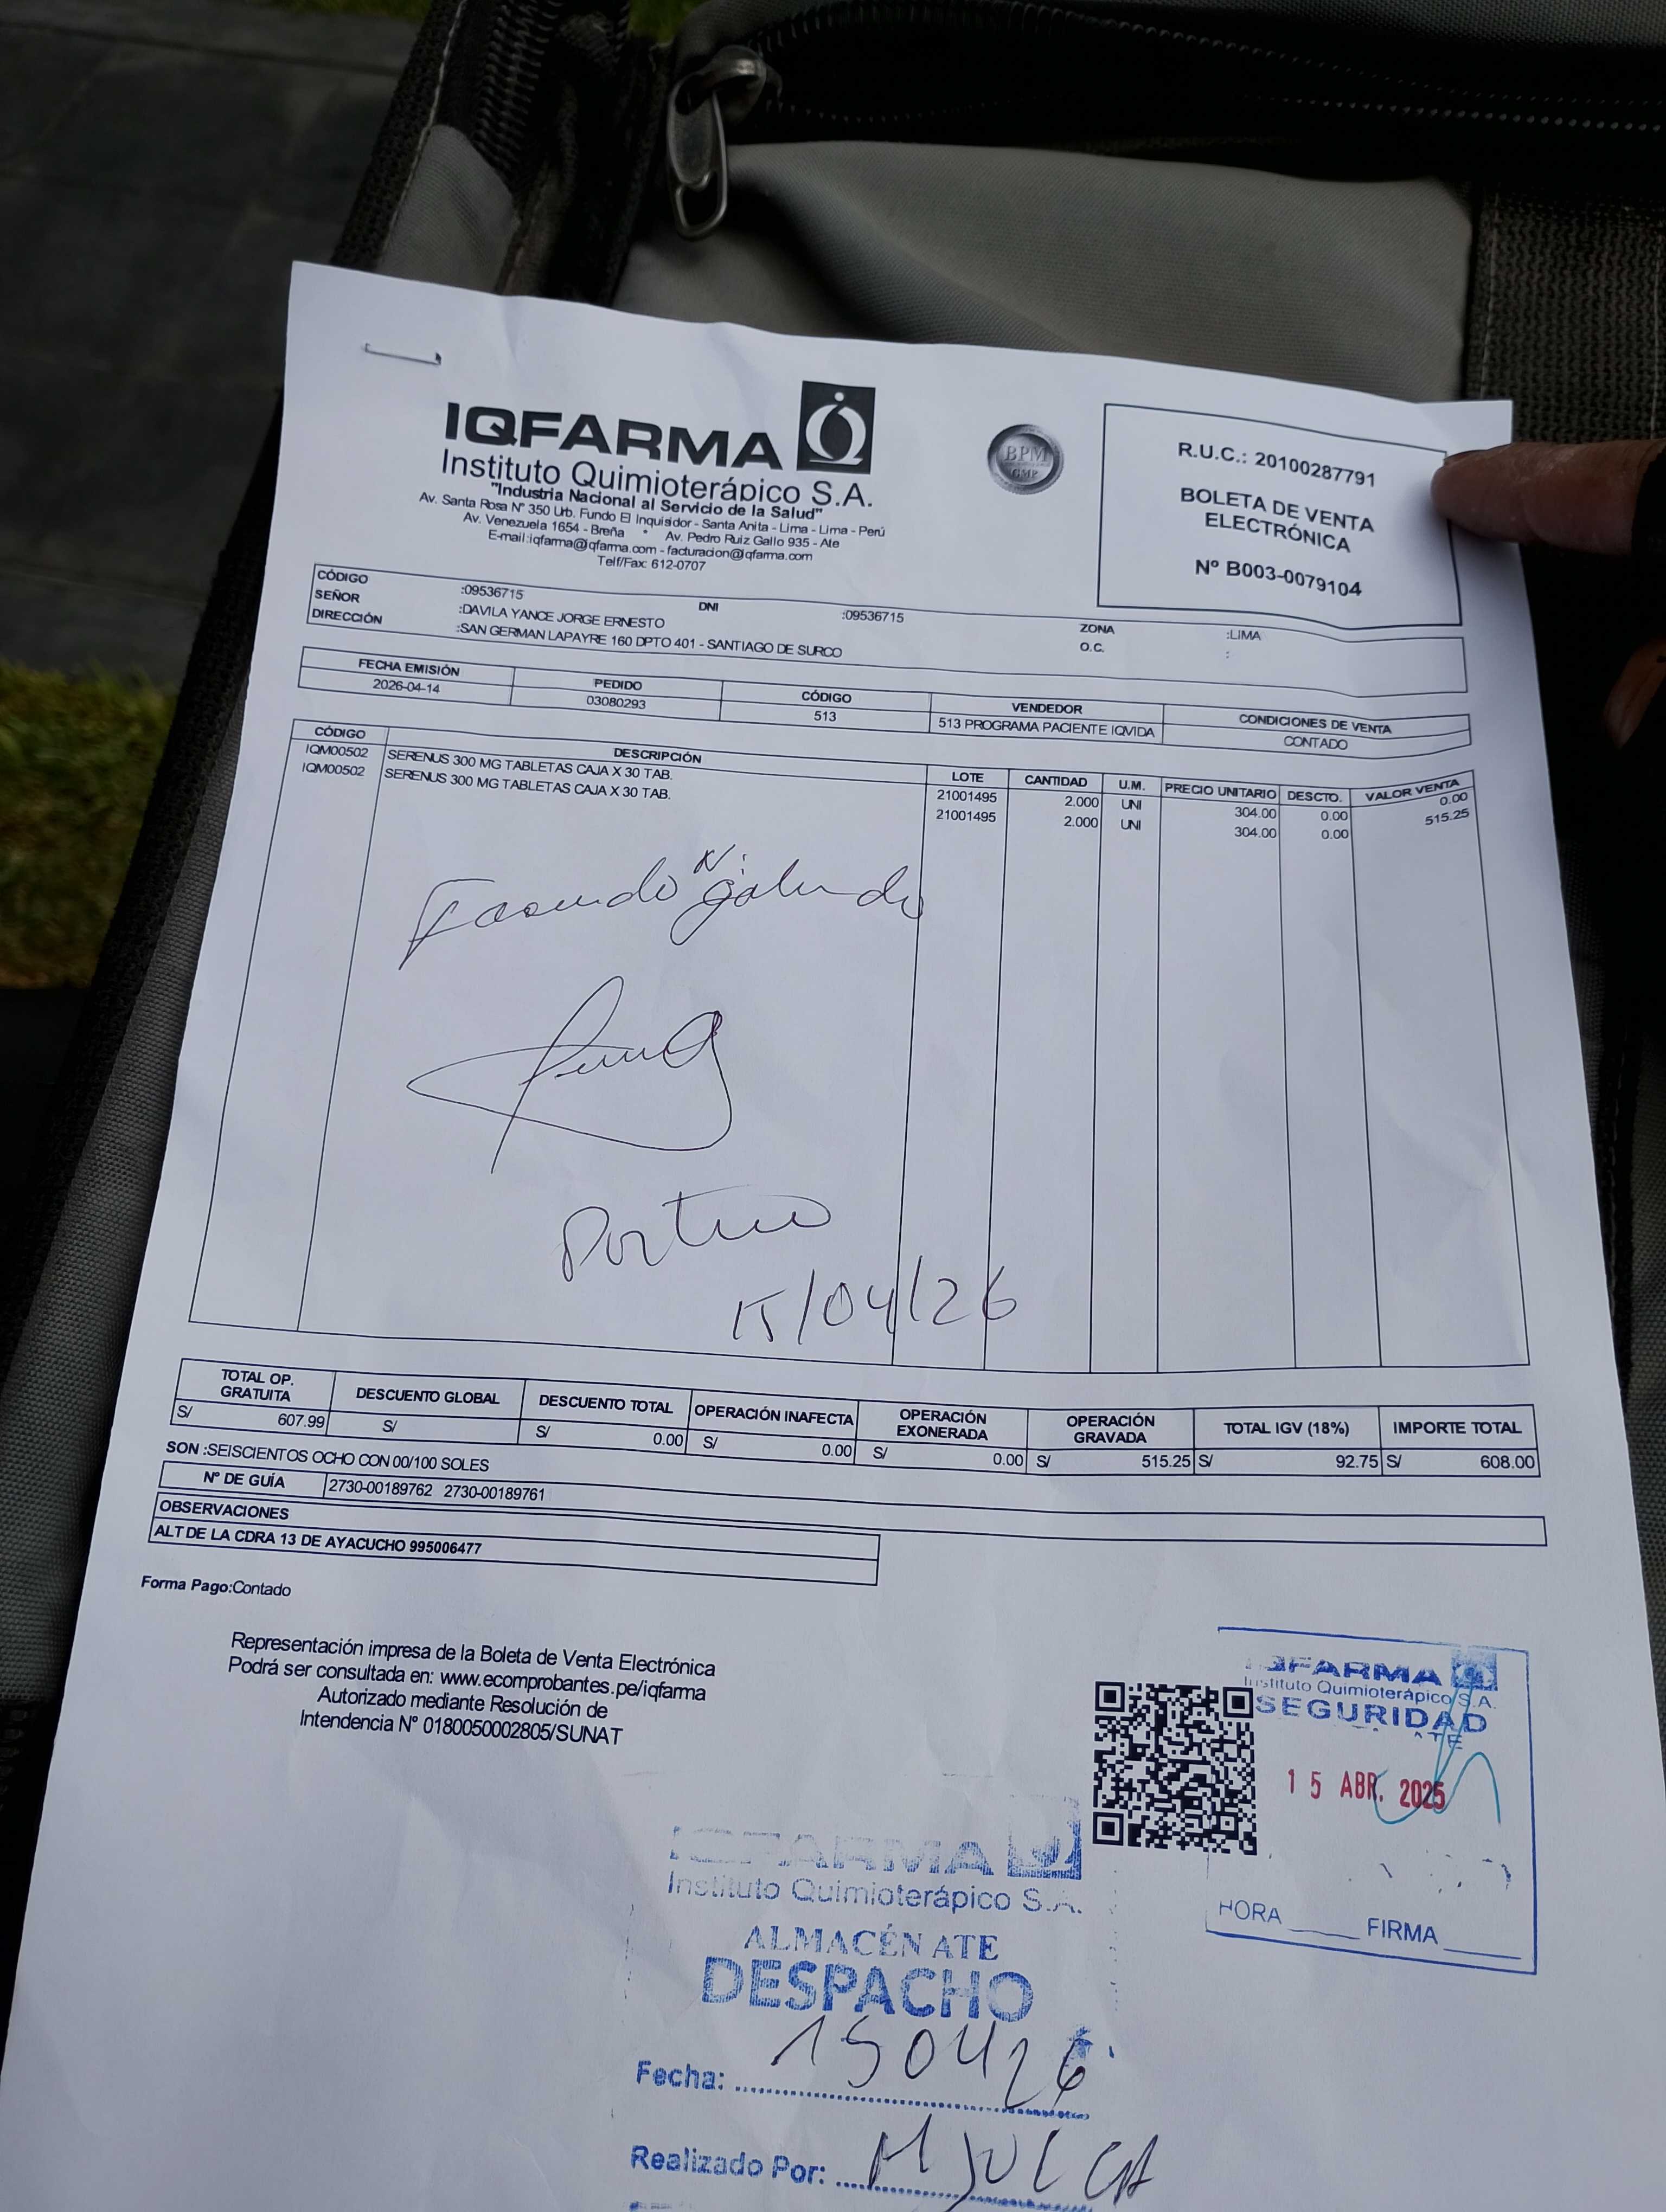 IQFARMA
Instituto Quimioterápico S.A.
"Industria Nacional al Servicio de la Salud"
Av. Santa Rosa Nº 350 Urb. Fundo El Inquisidor - Santa Anita - Lima - Lima - Perú
Av. Venezuela 1654 - Breña * Av. Pedro Ruiz Gallo 935 - Ate
E-mail:iqfarma@iqfarma.com - facturacion@iqfarma.com
Telf/Fax: 612-0707
BPM
GMP
R.U.C.: 20100287791
BOLETA DE VENTA
ELECTRÓNICA
Nº B003-0079104
CÓDIGO :09536715 DNI :09536715 ZONA :LIMA
SEÑOR :DAVILA YANCE JORGE ERNESTO O.C. :
DIRECCIÓN :SAN GERMAN LAPAYRE 160 DPTO 401 - SANTIAGO DE SURCO
FECHA EMISIÓN PEDIDO CÓDIGO VENDEDOR CONDICIONES DE VENTA
2026-04-14 03080293 513 513 PROGRAMA PACIENTE IQVIDA CONTADO
CÓDIGO DESCRIPCIÓN LOTE CANTIDAD U.M. PRECIO UNITARIO DESCTO. VALOR VENTA
IQM00502 SERENUS 300 MG TABLETAS CAJA X 30 TAB. 21001495 2.000 UNI 304.00 0.00 0.00
IQM00502 SERENUS 300 MG TABLETAS CAJA X 30 TAB. 21001495 2.000 UNI 304.00 0.00 515.25
15/04/26
TOTAL OP. GRATUITA DESCUENTO GLOBAL DESCUENTO TOTAL OPERACIÓN INAFECTA OPERACIÓN EXONERADA OPERACIÓN GRAVADA TOTAL IGV (18%) IMPORTE TOTAL
S/ 607.99 S/ S/ 0.00 S/ 0.00 S/ 0.00 S/ 515.25 S/ 92.75 S/ 608.00
SON :SEISCIENTOS OCHO CON 00/100 SOLES
Nº DE GUÍA 2730-00189762 2730-00189761
OBSERVACIONES
ALT DE LA CDRA 13 DE AYACUCHO 995006477
Forma Pago:Contado
Representación impresa de la Boleta de Venta Electrónica
Podrá ser consultada en: www.ecomprobantes.pe/iqfarma
Autorizado mediante Resolución de
Intendencia Nº 0180050002805/SUNAT
IQFARMA
Instituto Quimioterápico S.A.
SEGURIDAD
ATE
15 ABR. 2025
HORA FIRMA
IQFARMA
Instituto Quimioterápico S.A.
ALMACÉN ATE
DESPACHO
Fecha: 150426
Realizado Por: